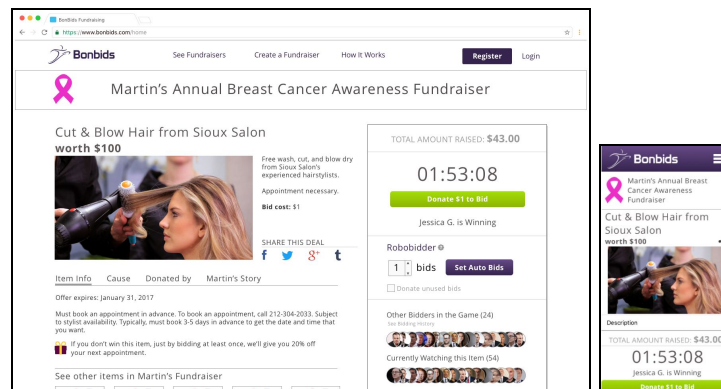 BonBids Fundraising
https://www.bonbids.com/home
Bonbids
See Fundraisers
Create a Fundraiser
How It Works
Register
Login
Martin's Annual Breast Cancer Awareness Fundraiser
Cut & Blow Hair from Sioux Salon
worth $100
Free wash, cut, and blow dry
from Sioux Salon's
experienced hairstylists.
Appointment necessary.
Bid cost: $1
SHARE THIS DEAL
Item Info
Cause
Donated by
Martin's Story
Offer expires: January 31, 2017
Must book an appointment in advance. To book an appointment, call 212-304-2033. Subject
to stylist availability. Typically, must book 3-5 days in advance to get the date and time that
you want.
If you don't win this item, just by bidding at least once, we'll give you 20% off
your next appointment.
See other items in Martin's Fundraiser
TOTAL AMOUNT RAISED: $43.00
01:53:08
Donate $1 to Bid
Jessica G. is Winning
Robobidder
1 bids
Set Auto Bids
Donate unused bids
Other Bidders in the Game (24)
See Bidding History
Currently Watching this Item (54)
Bonbids
Martin's Annual Breast
Cancer Awareness
Fundraiser
Cut & Blow Hair from
Sioux Salon
worth $100
Description
TOTAL AMOUNT RAISED: $43.00
01:53:08
Jessica G. is Winning
Donate $1 to Bid